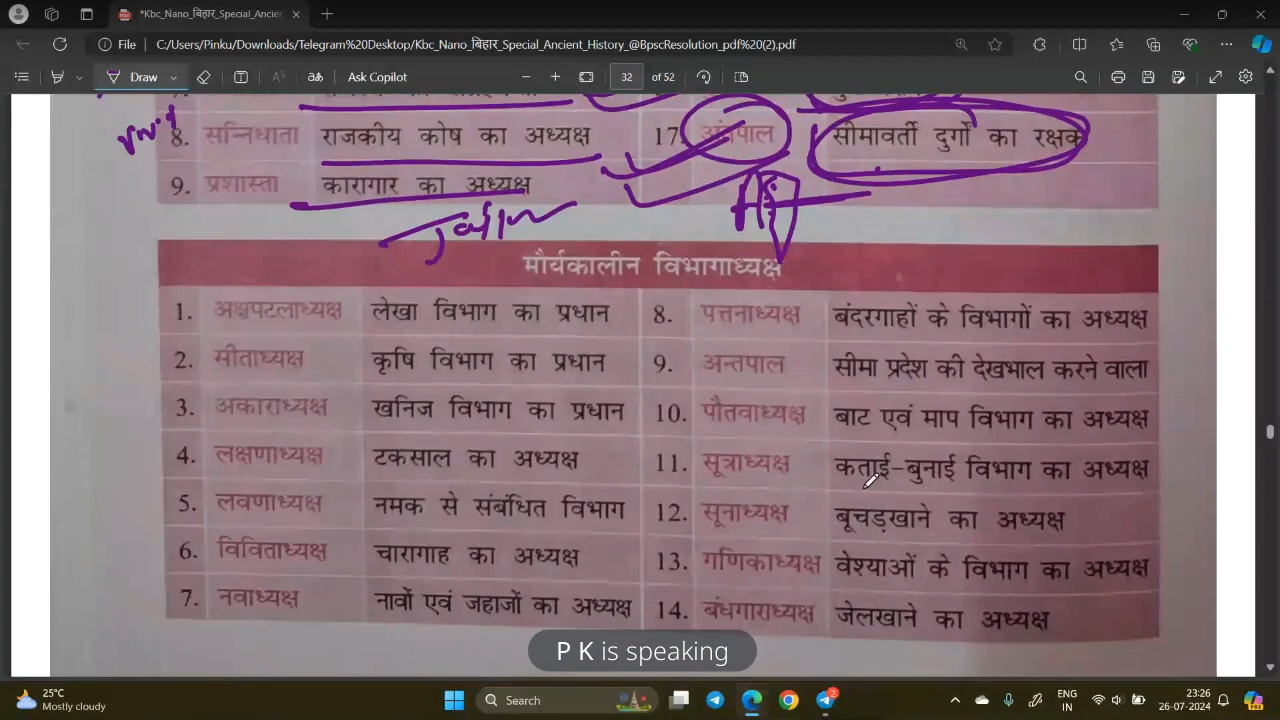 *Kbc_Nano_बिहार_Special_Ancien
File
C:/Users/Pinku/Downloads/Telegram%20Desktop/Kbc_Nano_बिहार_Special_Ancient_History_@BpscResolution_pdf%20(2).pdf
Draw
Ask Copilot
32 of 52
8. सन्निधाता राजकीय कोष का अध्यक्ष 17. अंतपाल सीमावर्ती दुर्गों का रक्षक
9. प्रशास्ता कारागार का अध्यक्ष
मौर्यकालीन विभागाध्यक्ष
1. अक्षपटलाध्यक्ष लेखा विभाग का प्रधान 8. पत्तनाध्यक्ष बंदरगाहों के विभागों का अध्यक्ष
2. सीताध्यक्ष कृषि विभाग का प्रधान 9. अन्तपाल सीमा प्रदेश की देखभाल करने वाला
3. अकाराध्यक्ष खनिज विभाग का प्रधान 10. पौतवाध्यक्ष बाट एवं माप विभाग का अध्यक्ष
4. लक्षणाध्यक्ष टकसाल का अध्यक्ष 11. सूत्राध्यक्ष कताई-बुनाई विभाग का अध्यक्ष
5. लवणाध्यक्ष नमक से संबंधित विभाग 12. सूनाध्यक्ष बूचड़खाने का अध्यक्ष
6. विविताध्यक्ष चारागाह का अध्यक्ष 13. गणिकाध्यक्ष वेश्याओं के विभाग का अध्यक्ष
7. नवाध्यक्ष नावों एवं जहाजों का अध्यक्ष 14. बंधगाराध्यक्ष जेलखाने का अध्यक्ष
P K is speaking
25°C
Mostly cloudy
Search
2
ENG
IN
23:26
26-07-2024